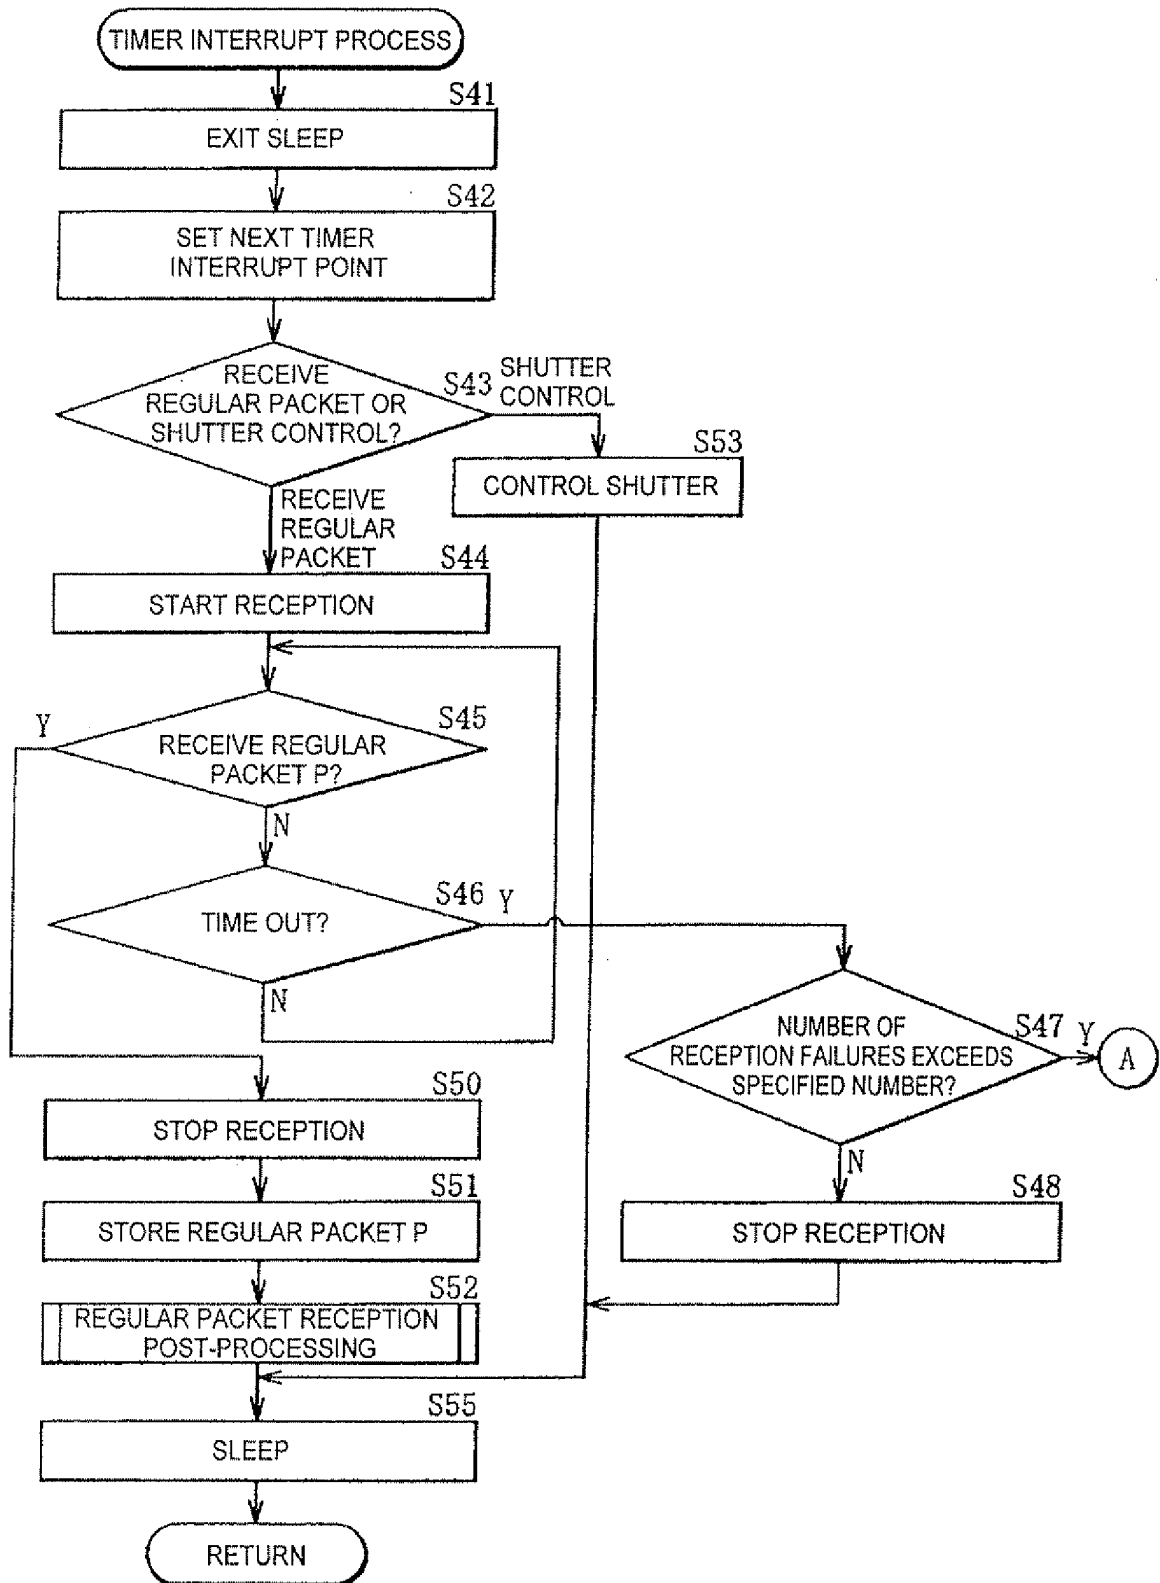 TIMER INTERRUPT PROCESS
S41
EXIT SLEEP
S42
SET NEXT TIMER
INTERRUPT POINT
RECEIVE
REGULAR PACKET OR
SHUTTER CONTROL?
S43
SHUTTER
CONTROL
S53
CONTROL SHUTTER
RECEIVE
REGULAR
PACKET
S44
START RECEPTION
Y
S45
RECEIVE REGULAR
PACKET P?
N
S46
Y
TIME OUT?
N
S47
Y
A
NUMBER OF
RECEPTION FAILURES EXCEEDS
SPECIFIED NUMBER?
N
S50
STOP RECEPTION
S48
STOP RECEPTION
S51
STORE REGULAR PACKET P
S52
REGULAR PACKET RECEPTION
POST-PROCESSING
S55
SLEEP
RETURN